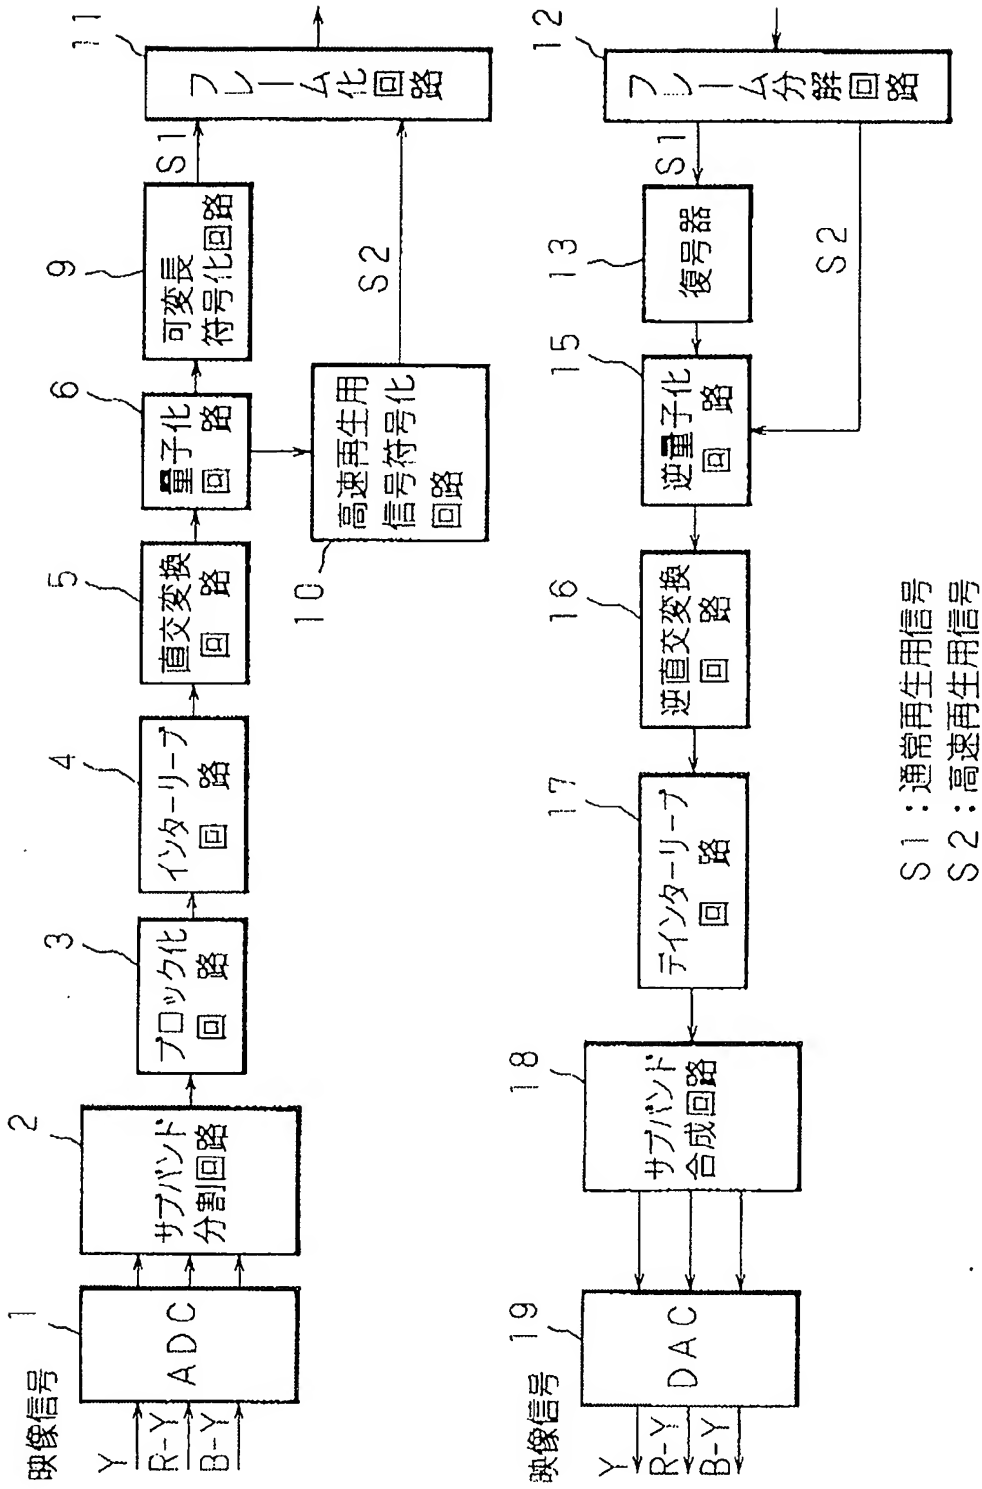 映像信号
Y
R-Y
B-Y
1
ADC
2
サブバンド
分割回路
3
ブロック化
回路
4
インターリーブ
回路
5
直交変換
回路
6
量子化
回路
9
可変長
符号化回路
S1
10
高速再生用
信号符号化
回路
S2
11
フレーム化回路
12
フレーム分解回路
S1
S2
13
復号器
15
逆量子化
回路
16
逆直交変換
回路
17
デインターリーブ
回路
18
サブバンド
合成回路
19
DAC
映像信号
Y
R-Y
B-Y
S1:通常再生用信号
S2:高速再生用信号